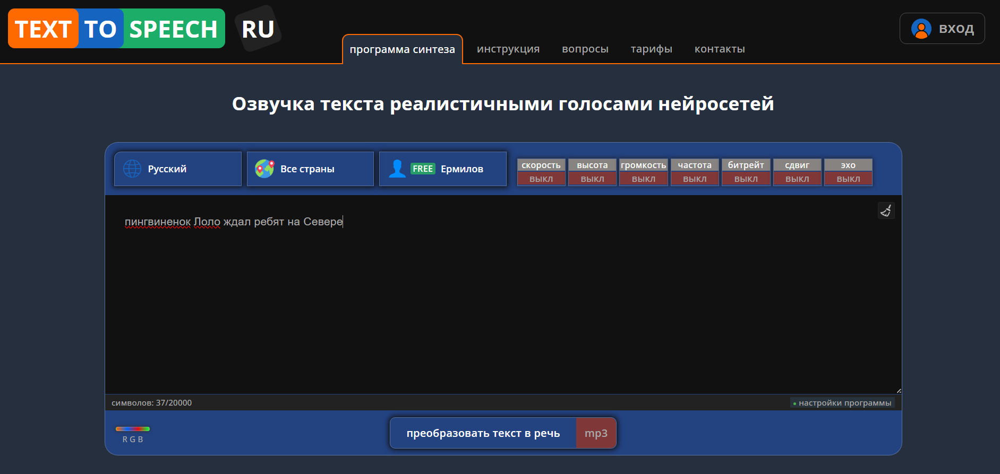 TEXT TO SPEECH RU
ВХОД
программа синтеза инструкция вопросы тарифы контакты
Озвучка текста реалистичными голосами нейросетей
Русский Все страны FREE Ермилов
скорость высота громкость частота битрейт сдвиг эхо
ВЫКЛ ВЫКЛ ВЫКЛ ВЫКЛ ВЫКЛ ВЫКЛ ВЫКЛ
пингвиненок Лоло ждал ребят на Севере
символов: 37/20000 настройки программы
преобразовать текст в речь mp3
R G B